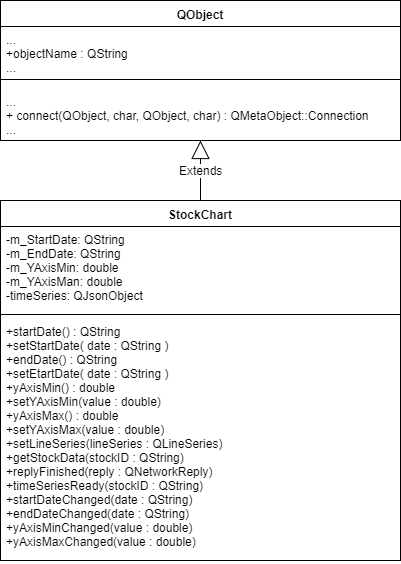 QObject
...
+objectName : QString
...
...
+ connect(QObject, char, QObject, char) : QMetaObject::Connection
...
Extends
StockChart
-m_StartDate: QString
-m_EndDate: QString
-m_YAxisMin: double
-m_YAxisMan: double
-timeSeries: QJsonObject
+startDate() : QString
+setStartDate( date : QString )
+endDate() : QString
+setEtartDate( date : QString )
+yAxisMin() : double
+setYAxisMin(value : double)
+yAxisMax() : double
+setYAxisMax(value : double)
+setLineSeries(lineSeries : QLineSeries)
+getStockData(stockID : QString)
+replyFinished(reply : QNetworkReply)
+timeSeriesReady(stockID : QString)
+startDateChanged(date : QString)
+endDateChanged(date : QString)
+yAxisMinChanged(value : double)
+yAxisMaxChanged(value : double)